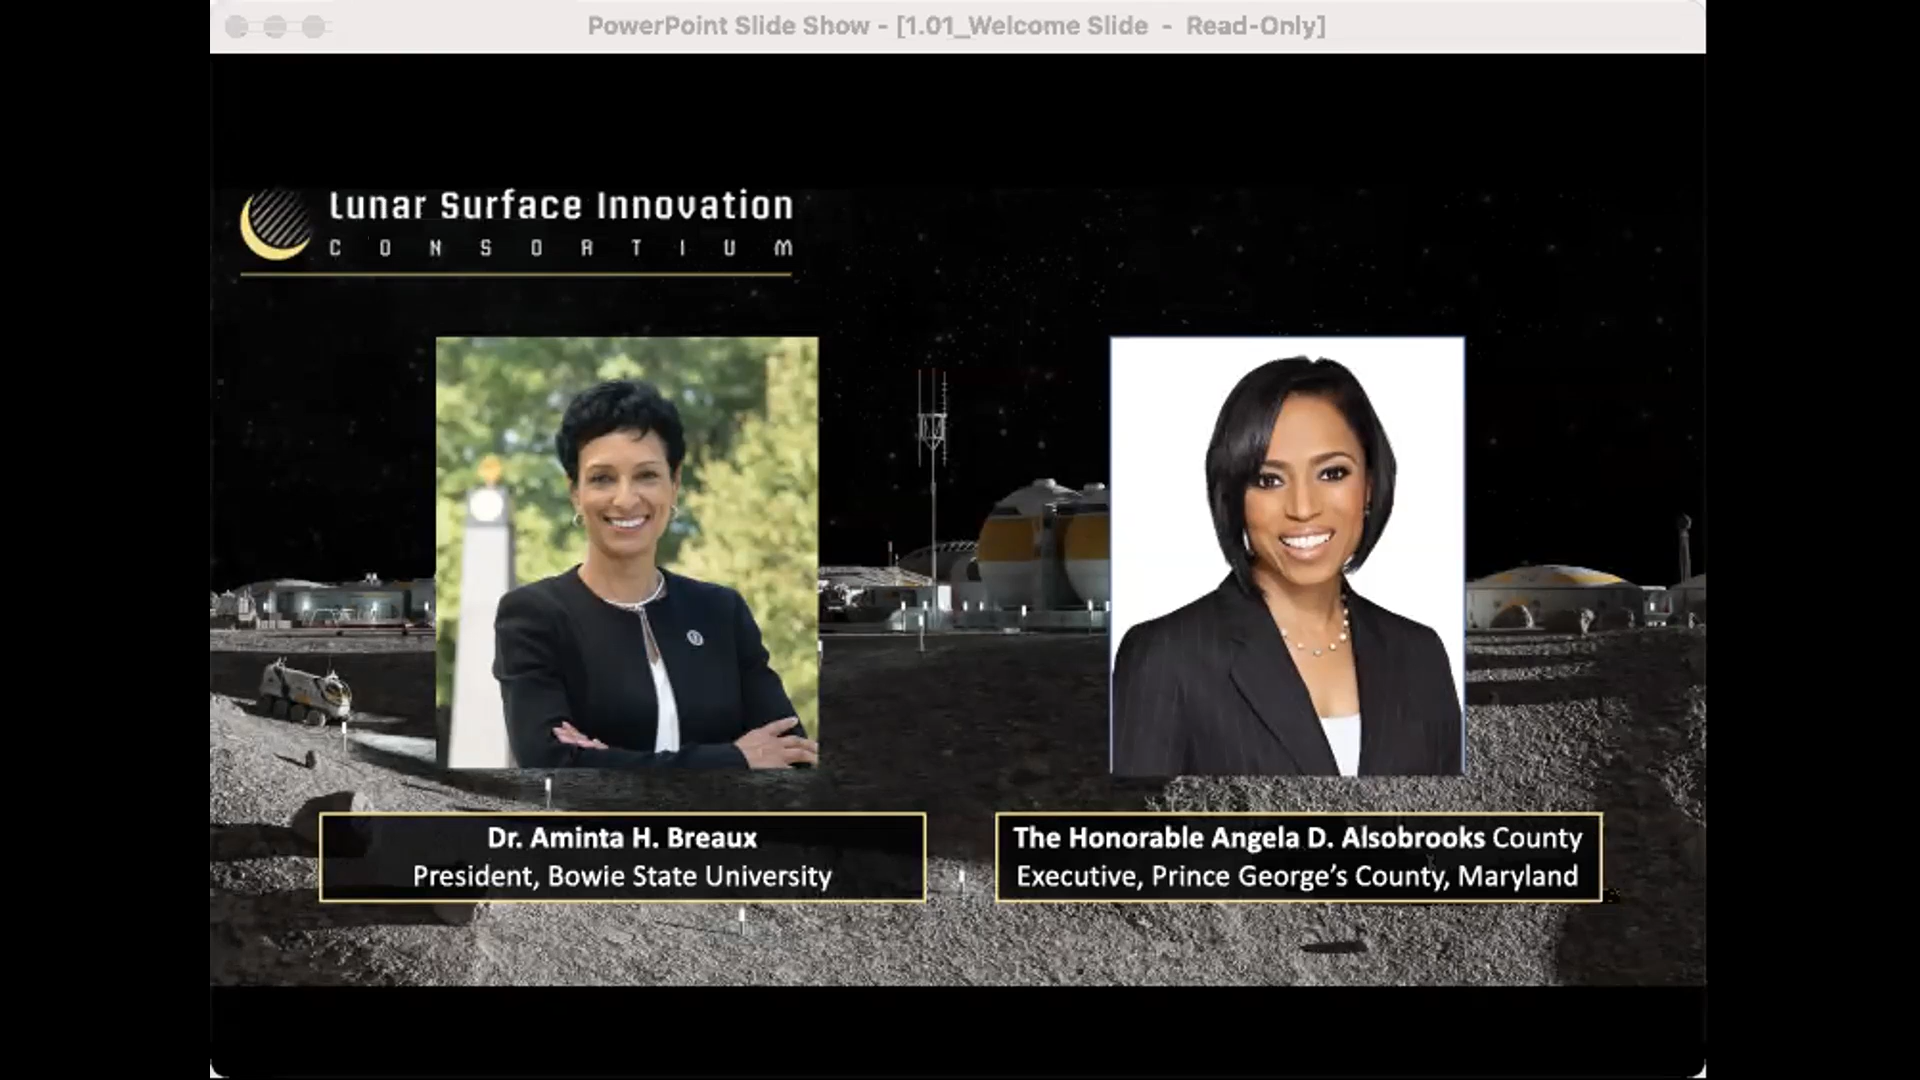 PowerPoint Slide Show - [1.01_Welcome Slide - Read-Only]
Lunar Surface Innovation
CONSORTIUM
Dr. Aminta H. Breaux
President, Bowie State University
The Honorable Angela D. Alsobrooks County
Executive, Prince George’s County, Maryland